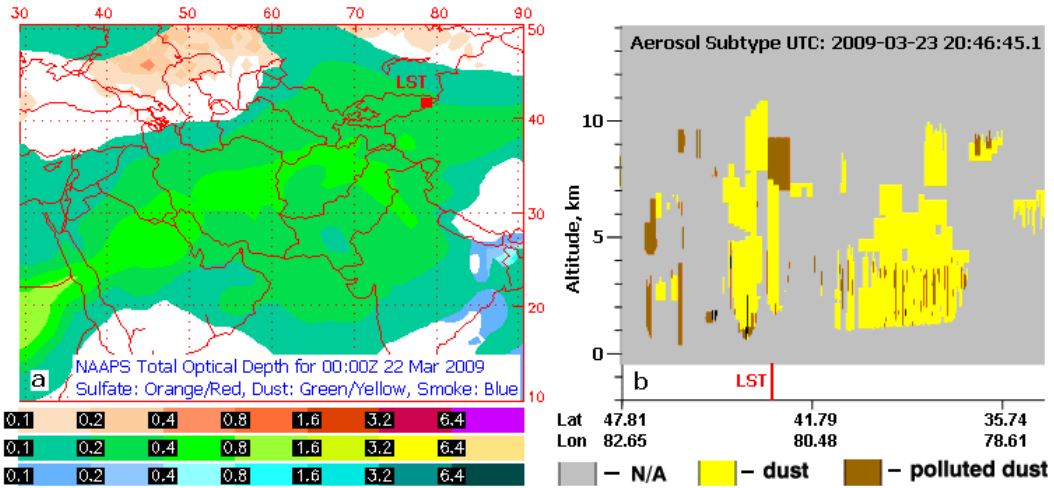 30 40 50 60 70 80 90
50
40
30
20
10
LST
NAAPS Total Optical Depth for 00:00Z 22 Mar 2009
Sulfate: Orange/Red, Dust: Green/Yellow, Smoke: Blue
a
0.1 0.2 0.4 0.8 1.6 3.2 6.4
0.1 0.2 0.4 0.8 1.6 3.2 6.4
0.1 0.2 0.4 0.8 1.6 3.2 6.4
Aerosol Subtype UTC: 2009-03-23 20:46:45.1
Altitude, km
10
5
0
b
LST
Lat 47.81 41.79 35.74
Lon 82.65 80.48 78.61
– N/A – dust – polluted dust